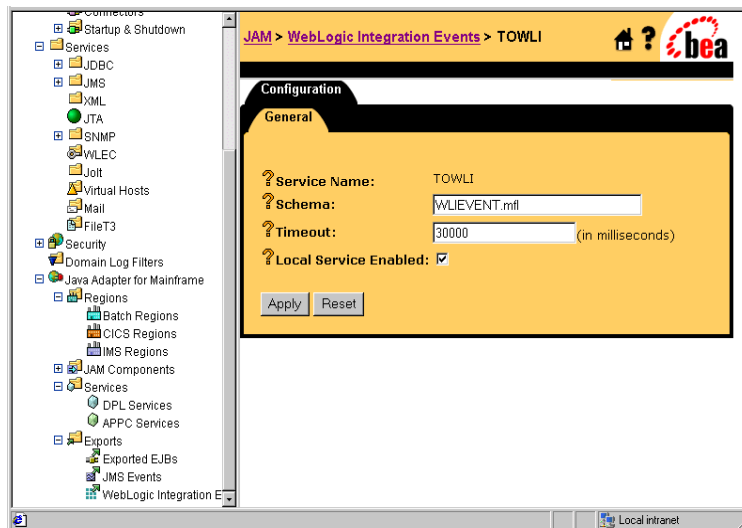 Connectors
Startup & Shutdown
Services
JDBC
JMS
XML
JTA
SNMP
WLEC
Jolt
Virtual Hosts
Mail
FileT3
Security
Domain Log Filters
Java Adapter for Mainframe
Regions
Batch Regions
CICS Regions
IMS Regions
JAM Components
Services
DPL Services
APPC Services
Exports
Exported EJBs
JMS Events
WebLogic Integration E
JAM > WebLogic Integration Events > TOWLI
? bea
Configuration
General
? Service Name: TOWLI
? Schema: WLIEVENT.mfl
? Timeout: 30000 (in milliseconds)
? Local Service Enabled:
Apply Reset
Local intranet